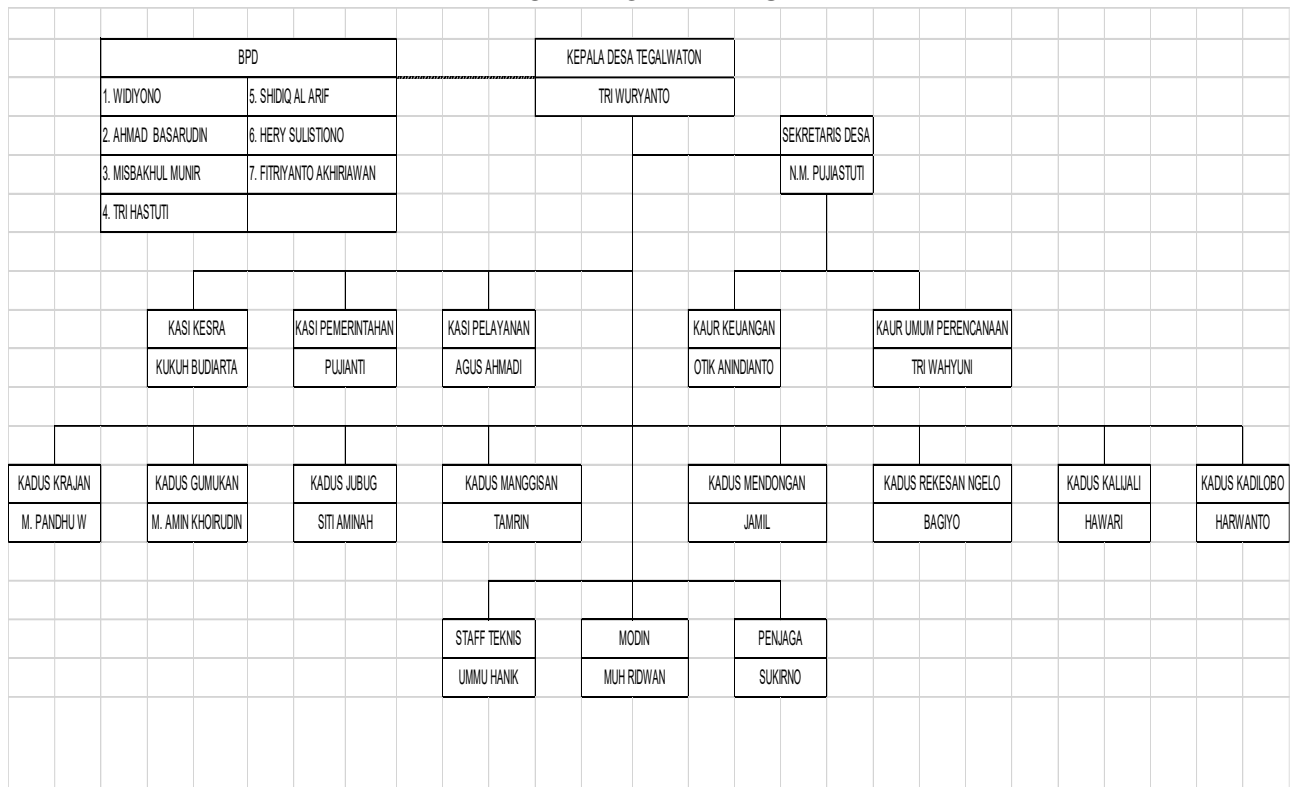 BPD
KEPALA DESA TEGALWATON
1. WIDIYONO
5. SHIDIQ AL ARIF
TRI WURYANTO
2. AHMAD BASARUDIN
6. HERY SULISTIONO
SEKRETARIS DESA
3. MISBAKHUL MUNIR
7. FITRIYANTO AKHIRIAWAN
N.M. PUJIASTUTI
4. TRI HASTUTI
KASI KESRA
KASI PEMERINTAHAN
KASI PELAYANAN
KAUR KEUANGAN
KAUR UMUM PERENCANAAN
KUKUH BUDIARTA
PUJIANTI
AGUS AHMADI
OTIK ANINDIANTO
TRI WAHYUNI
KADUS KRAJAN
KADUS GUMUKAN
KADUS JUBUG
KADUS MANGGISAN
KADUS MENDONGAN
KADUS REKESAN NGELO
KADUS KALIJALI
KADUS KADILOBO
M. PANDHU W
M. AMIN KHOIRUDIN
SITI AMINAH
TAMRIN
JAMIL
BAGIYO
HAWARI
HARWANTO
STAFF TEKNIS
MODIN
PENJAGA
UMMU HANIK
MUH RIDWAN
SUKIRNO